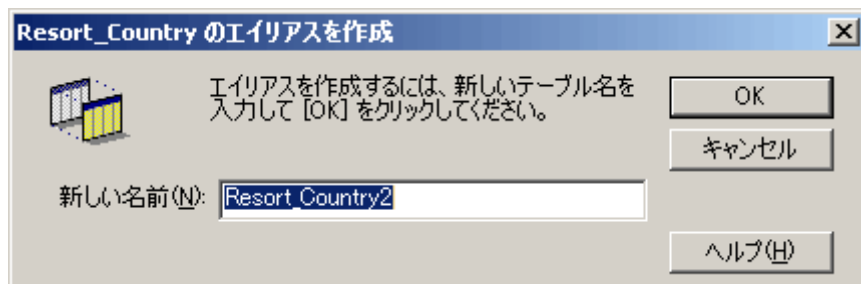 Resort_Country のエイリアスを作成
エイリアスを作成するには、新しいテーブル名を
入力して [OK] をクリックしてください。
OK
キャンセル
新しい名前(N): Resort_Country2
ヘルプ(H)